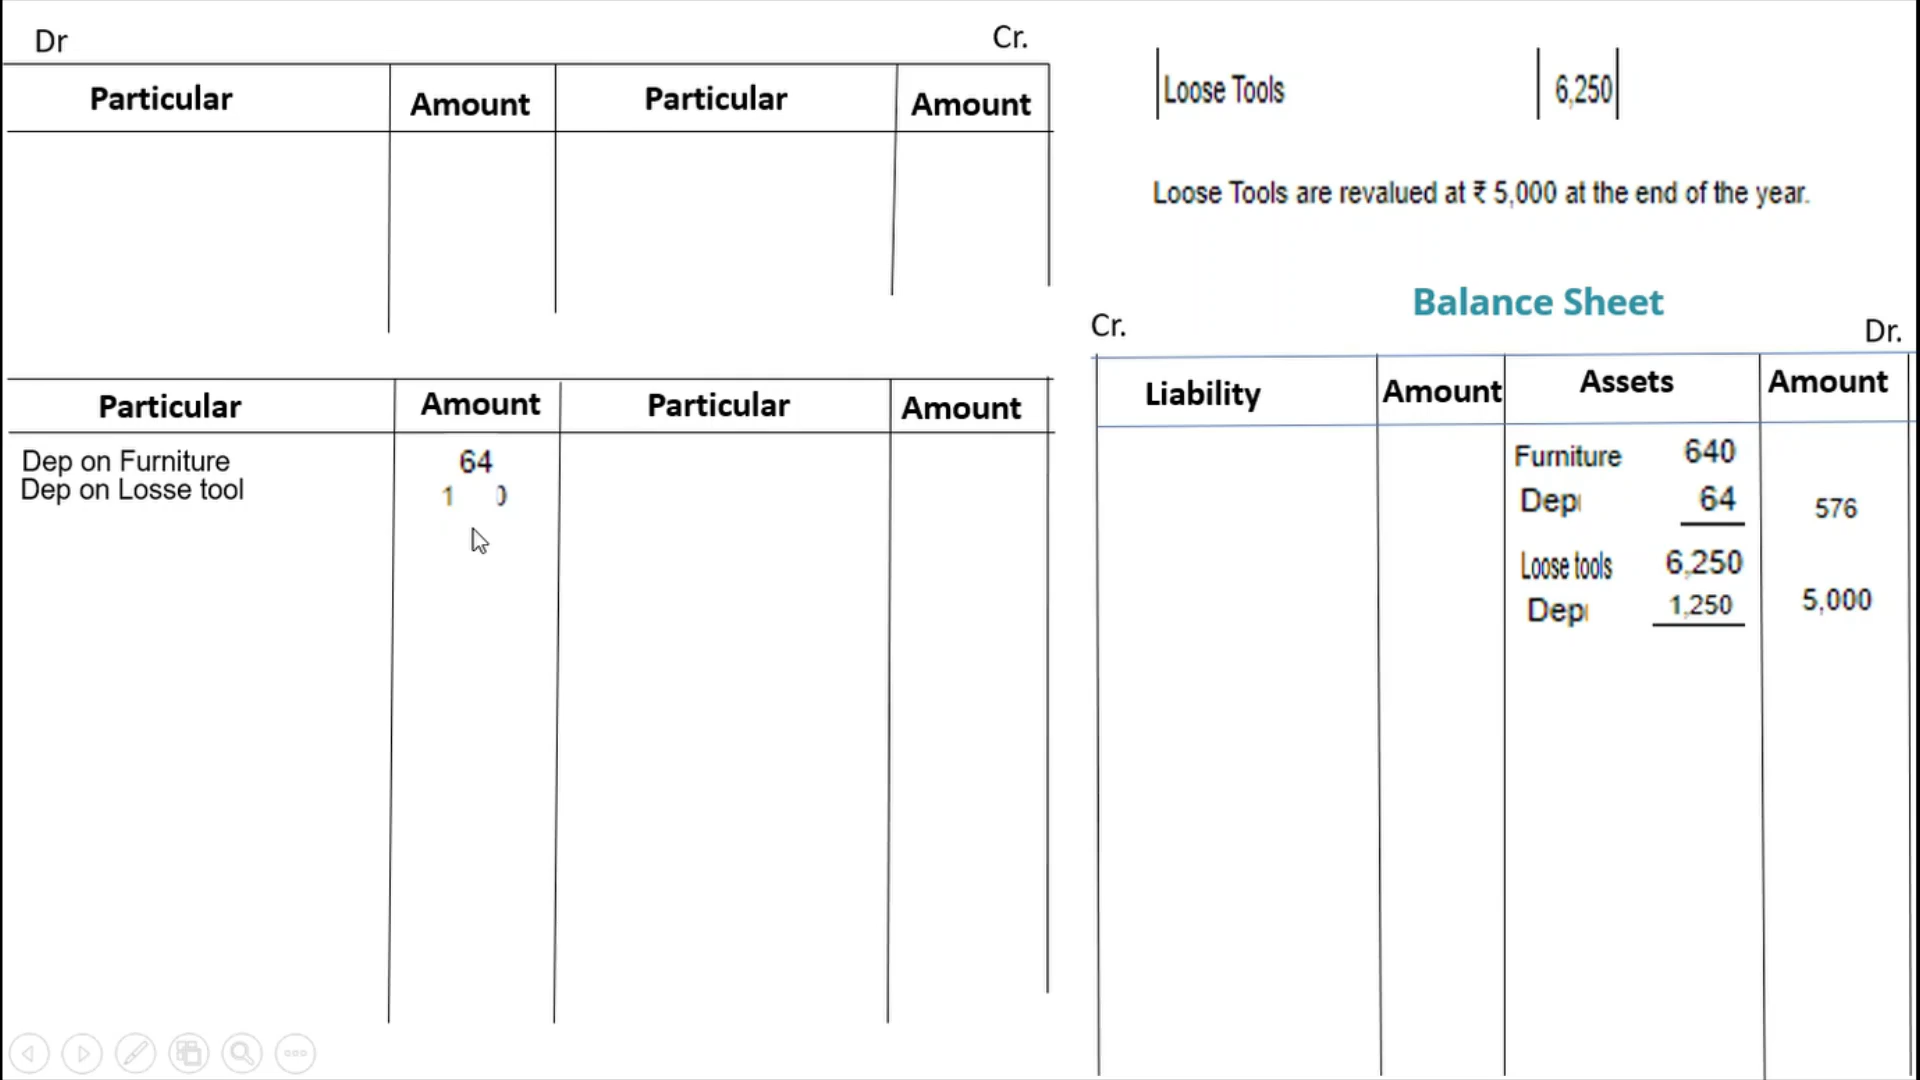 Dr Cr.
Particular Amount Particular Amount
Particular Amount Particular Amount
Dep on Furniture 64
Dep on Losse tool
Loose Tools 6,250
Loose Tools are revalued at ₹ 5,000 at the end of the year.
Balance Sheet
Cr. Dr.
Liability Amount Assets Amount
Furniture 640
Dep 64 576
Loose tools 6,250
Dep 1,250 5,000